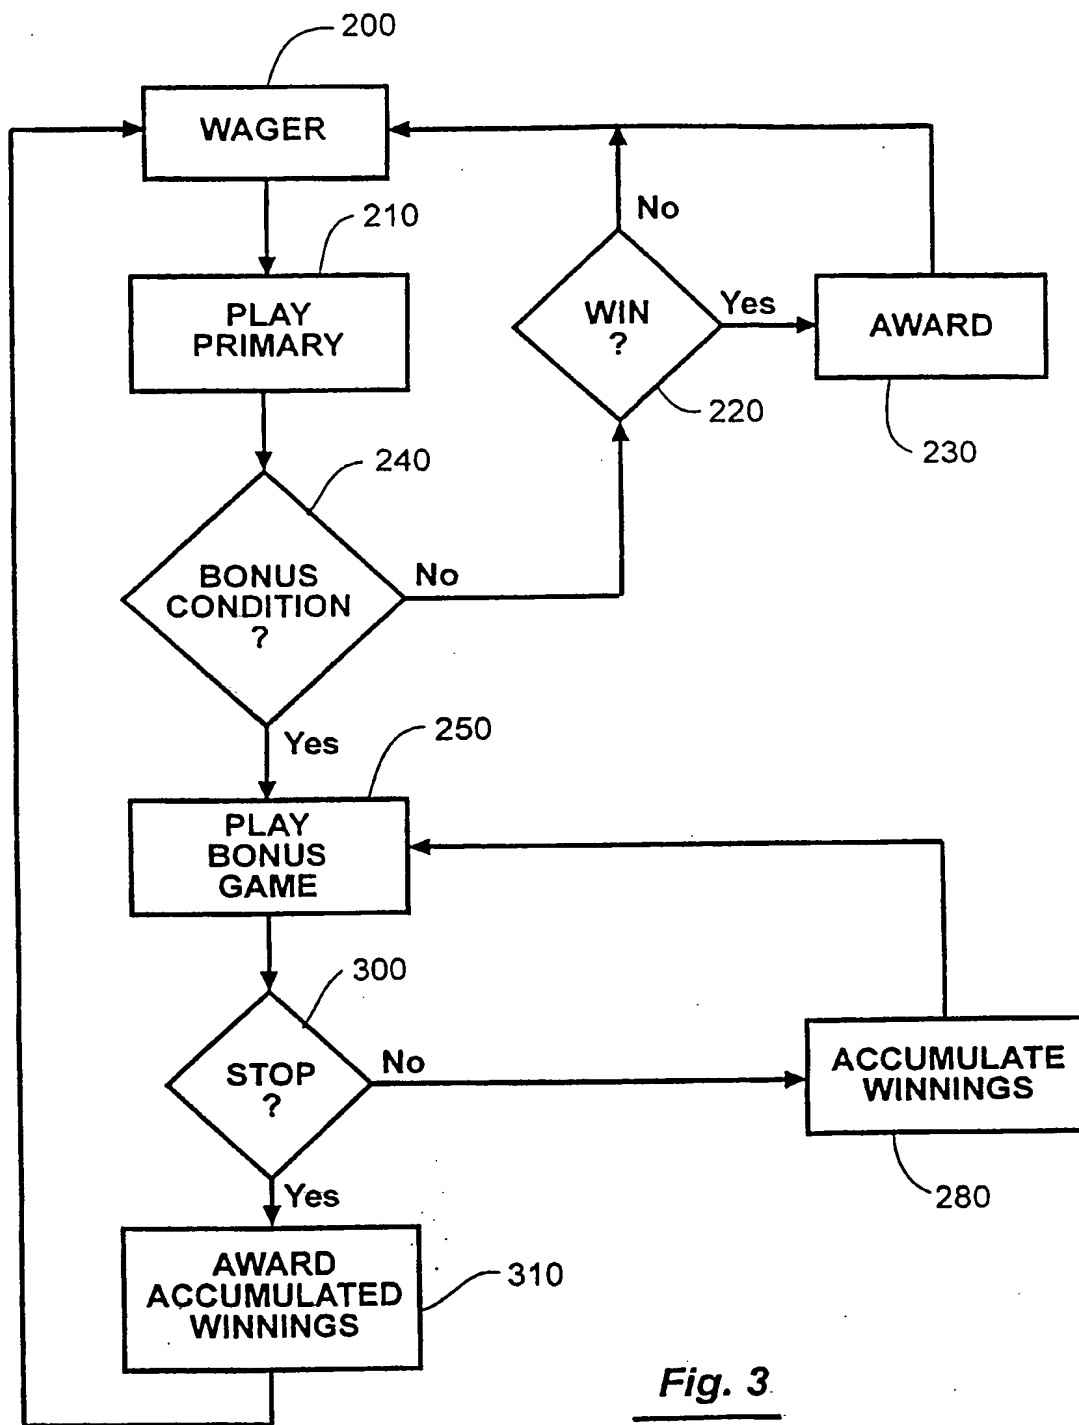 200
WAGER
210
PLAY
PRIMARY
No
WIN
?
Yes
AWARD
220
230
240
BONUS
CONDITION
?
No
Yes
250
PLAY
BONUS
GAME
300
STOP
?
No
ACCUMULATE
WINNINGS
280
Yes
AWARD
ACCUMULATED
WINNINGS
310
Fig. 3